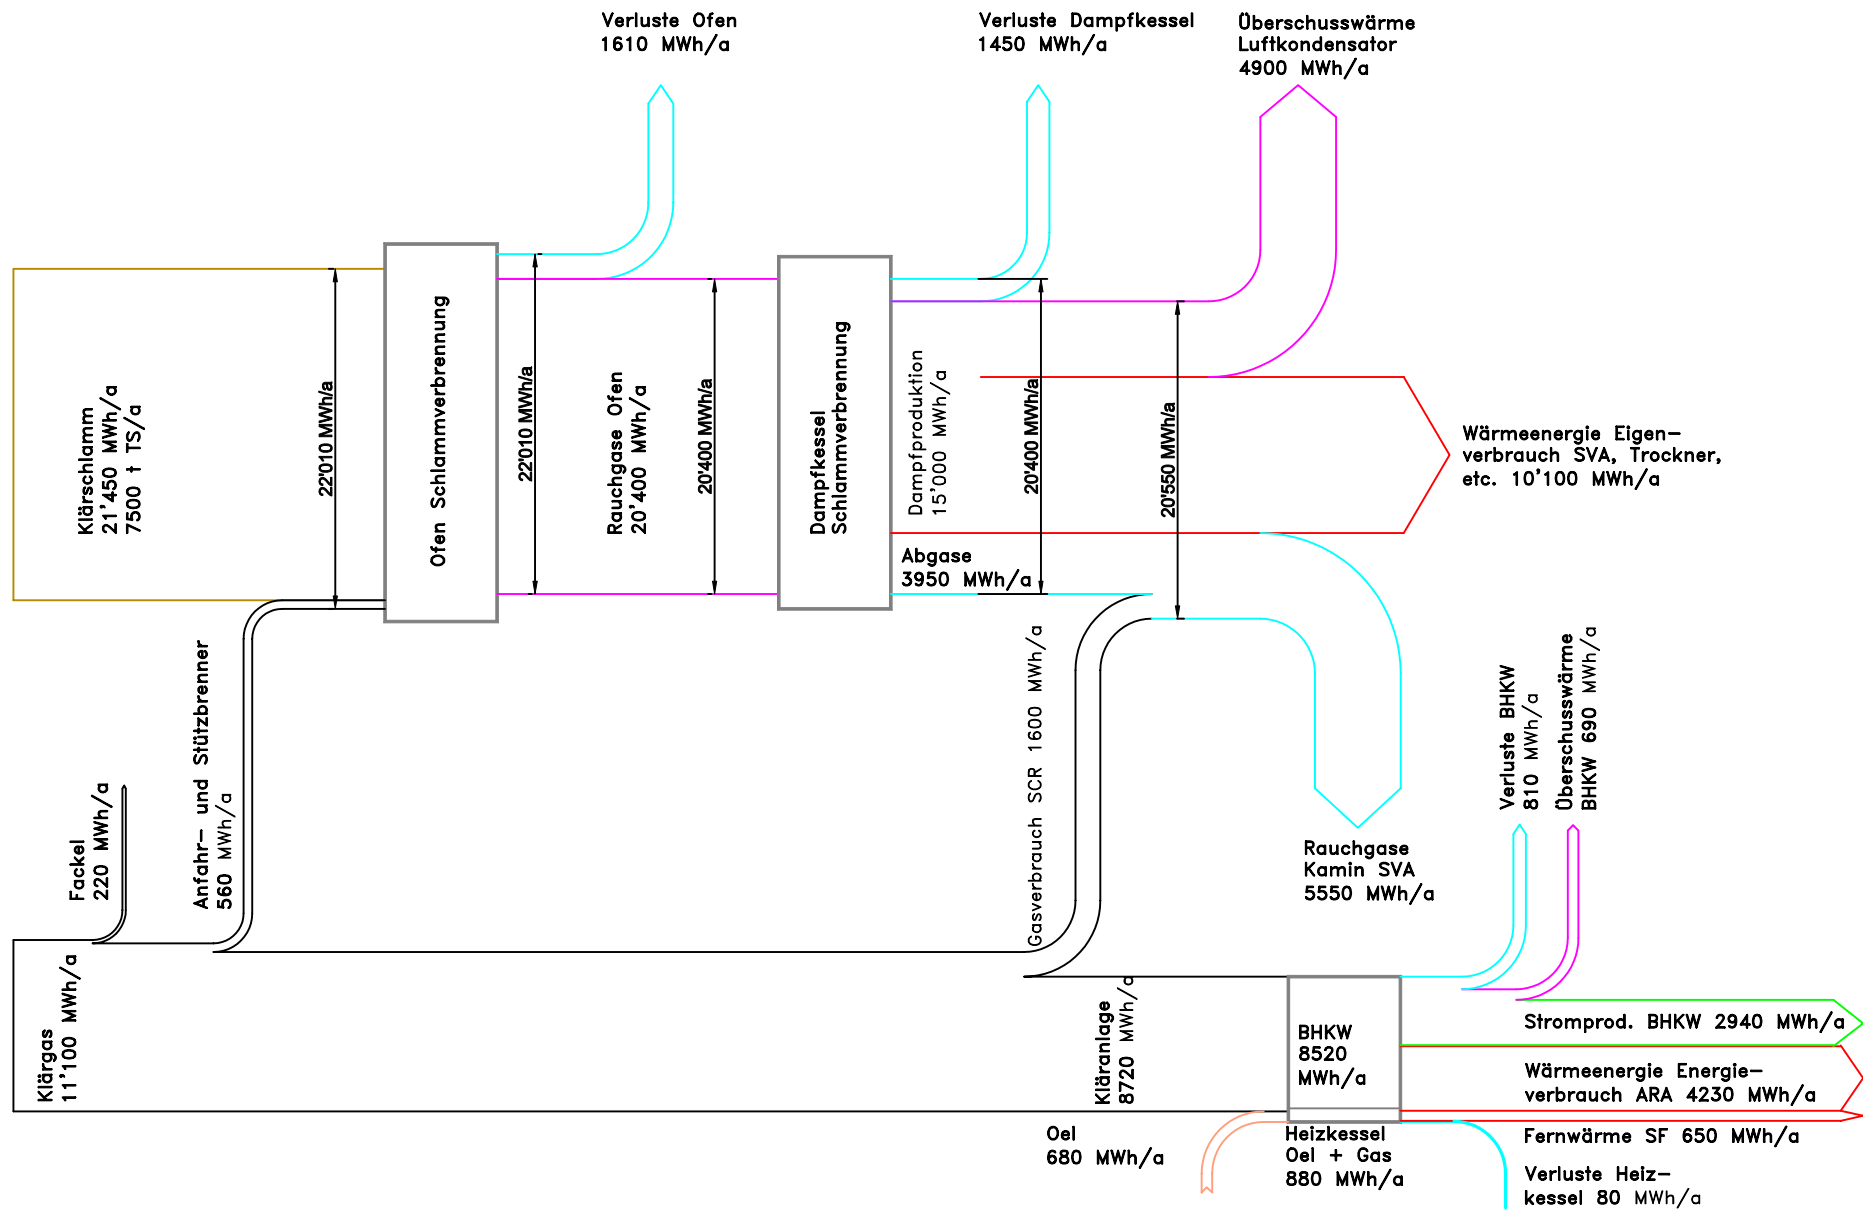 Verluste Ofen
1610 MWh/a
Verluste Dampfkessel
1450 MWh/a
Überschusswärme
Luftkondensator
4900 MWh/a
Klärschlamm
21'450 MWh/a
7500 t TS/a
22'010 MWh/a
Ofen Schlammverbrennung
22'010 MWh/a
Rauchgase Ofen
20'400 MWh/a
20'400 MWh/a
Dampfkessel
Schlammverbrennung
Dampfproduktion
15'000 MWh/a
20'400 MWh/a
20'550 MWh/a
Wärmeenergie Eigen-
verbrauch SVA, Trockner,
etc. 10'100 MWh/a
Abgase
3950 MWh/a
Fackel
220 MWh/a
Anfahr- und Stützbrenner
560 MWh/a
Gasverbrauch SCR 1600 MWh/a
Rauchgase
Kamin SVA
5550 MWh/a
Verluste BHKW
810 MWh/a
Überschusswärme
BHKW 690 MWh/a
Klärgas
11'100 MWh/a
Kläranlage
8720 MWh/a
BHKW
8520
MWh/a
Stromprod. BHKW 2940 MWh/a
Wärmeenergie Energie-
verbrauch ARA 4230 MWh/a
Oel
680 MWh/a
Heizkessel
Oel + Gas
880 MWh/a
Fernwärme SF 650 MWh/a
Verluste Heiz-
kessel 80 MWh/a